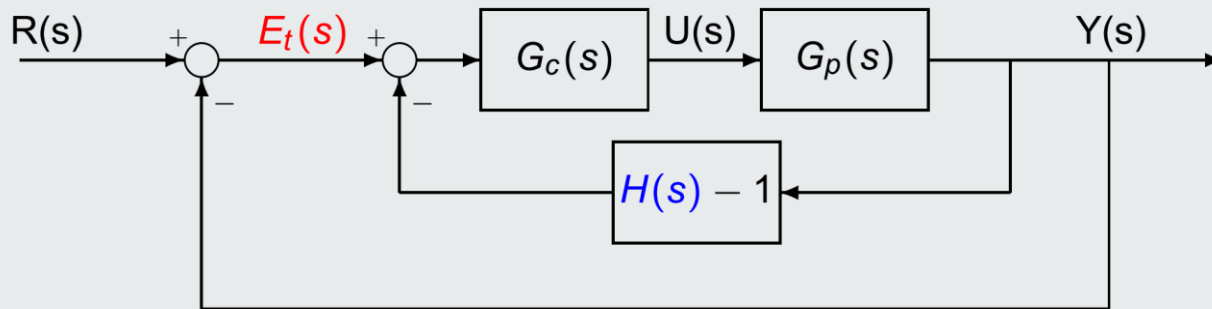 R(s) + E_t(s) + G_c(s) U(s) G_p(s) Y(s)
− −
H(s) − 1